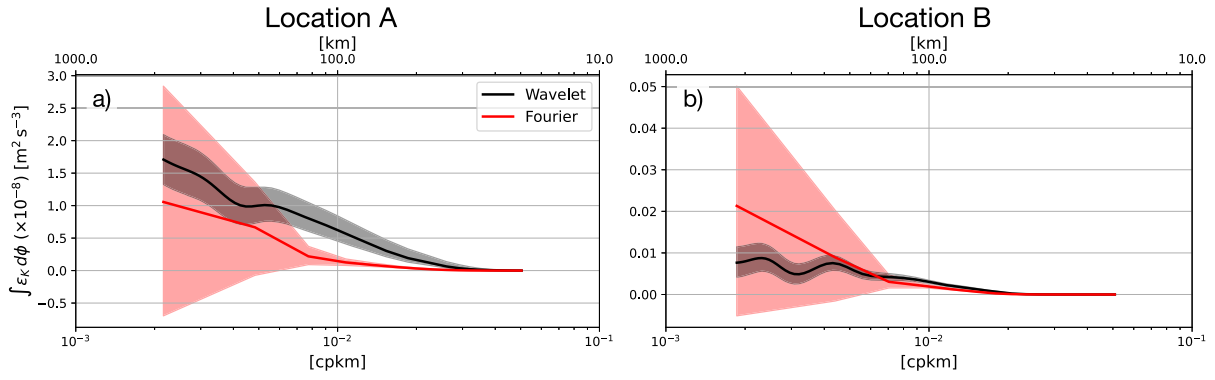 Location A
[km]
1000.0 100.0 10.0
a)
Wavelet
Fourier
∫ε_K dϕ (×10⁻⁸) [m² s⁻³]
3.0
2.5
2.0
1.5
1.0
0.5
0.0
−0.5
10⁻³ 10⁻² 10⁻¹
[cpkm]
Location B
[km]
1000.0 100.0 10.0
b)
0.05
0.04
0.03
0.02
0.01
0.00
10⁻³ 10⁻² 10⁻¹
[cpkm]